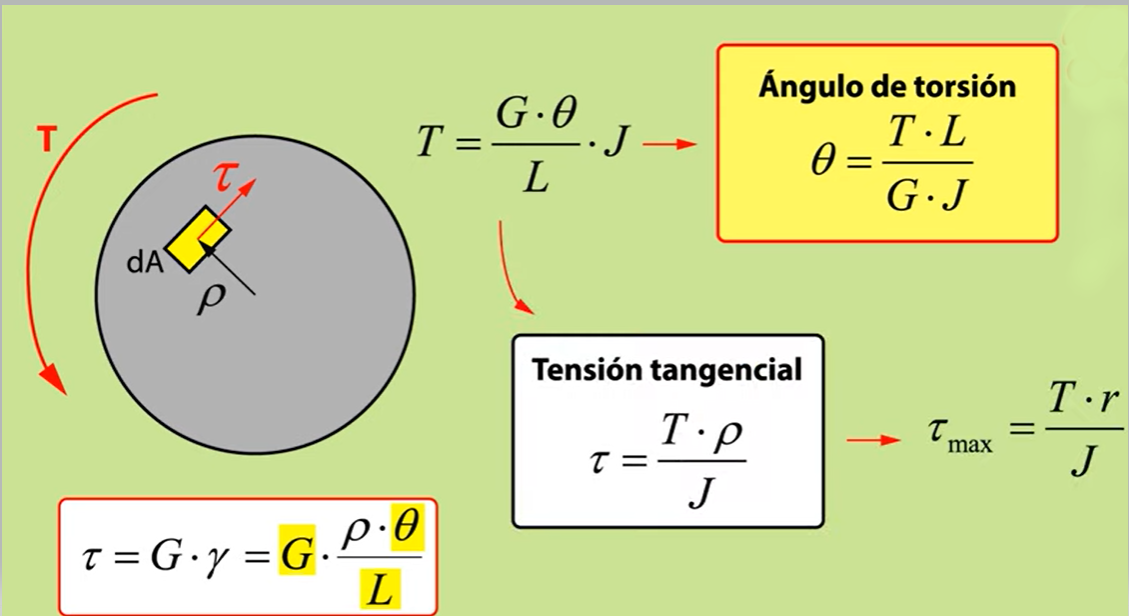 T
τ
dA
ρ
T = G·θ / L · J
Ángulo de torsión
θ = T·L / G·J
Tensión tangencial
τ = T·ρ / J
τmax = T·r / J
τ = G·γ = G· ρ·θ / L